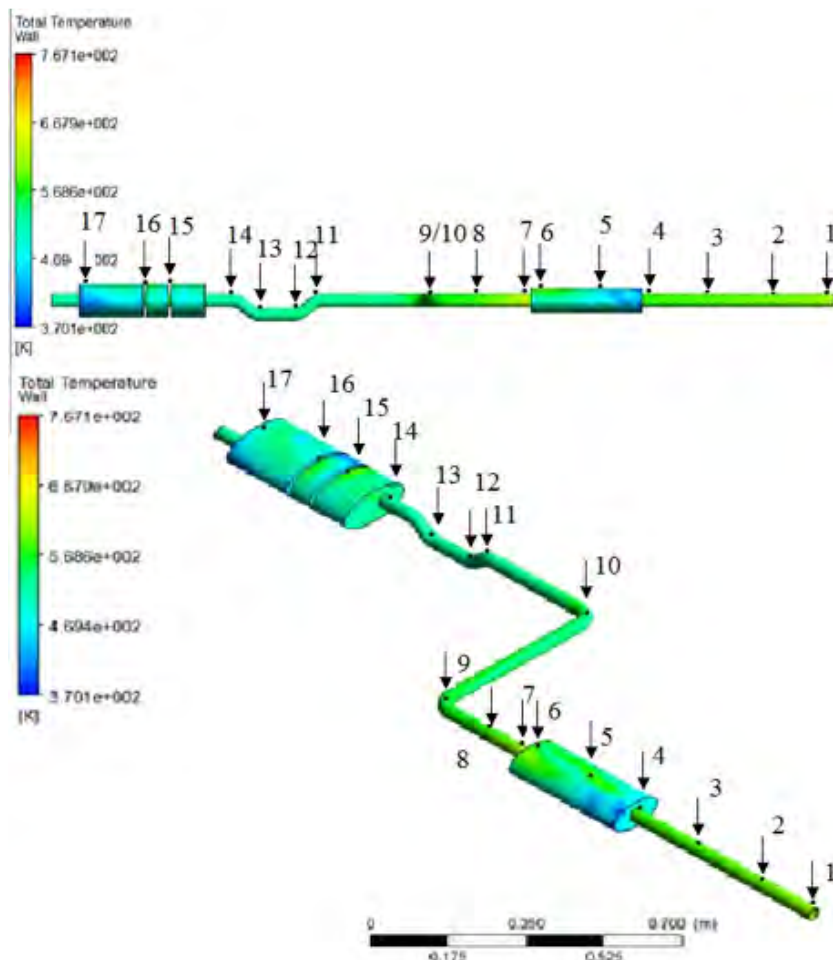 Total Temperature
Wall
7.671e+002
6.679e+002
5.686e+002
3.701e+002
[K]
17 16 15 14 13 12 11 9/10 8 7 6 5 4 3 2 1
Total Temperature
Wall
7.671e+002
6.679e+002
5.686e+002
4.694e+002
3.701e+002
[K]
17
16
15
14
13
12
11
10
9
8
7
6
5
4
3
2
1
0 0.350 0.700 (m)
0.175 0.525